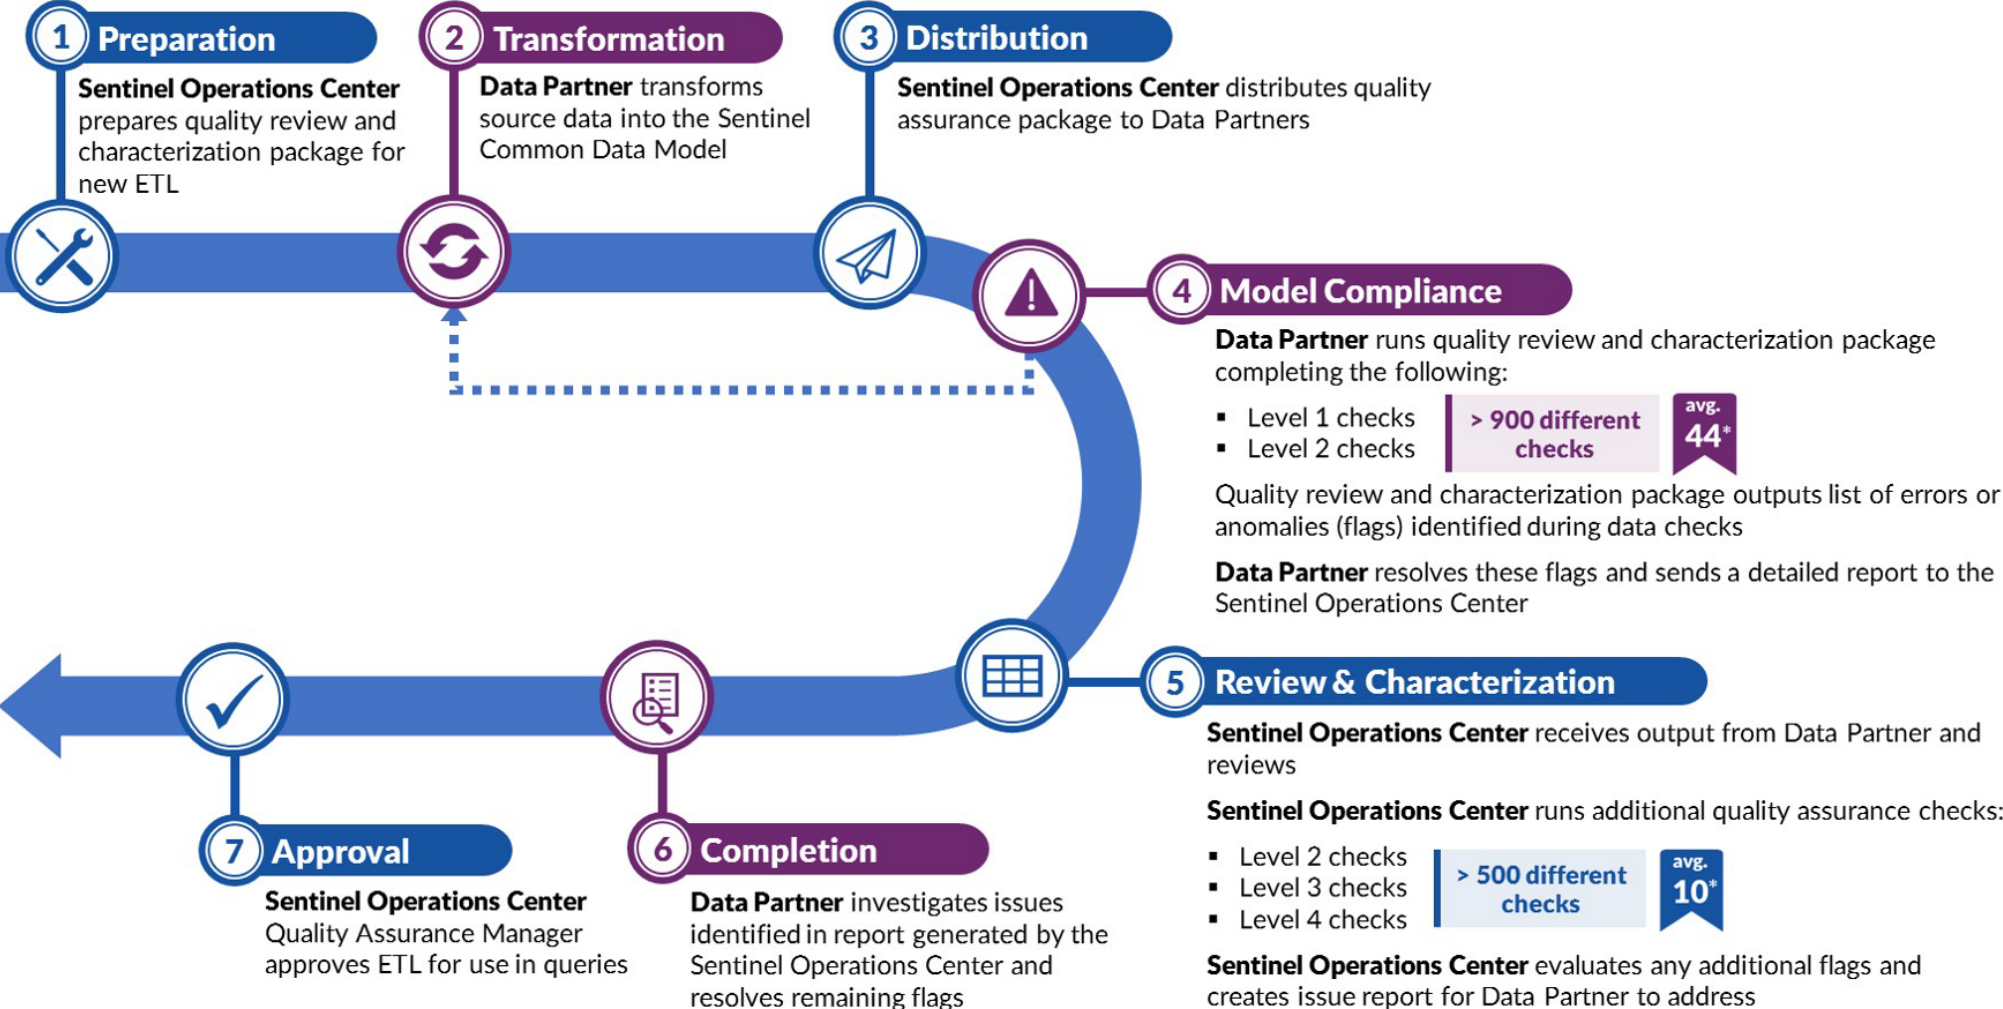 1 Preparation
Sentinel Operations Center
prepares quality review and
characterization package for
new ETL
2 Transformation
Data Partner transforms
source data into the Sentinel
Common Data Model
3 Distribution
Sentinel Operations Center distributes quality
assurance package to Data Partners
4 Model Compliance
Data Partner runs quality review and characterization package
completing the following:
▪ Level 1 checks
▪ Level 2 checks
> 900 different
checks
avg.
44*
Quality review and characterization package outputs list of errors or
anomalies (flags) identified during data checks
Data Partner resolves these flags and sends a detailed report to the
Sentinel Operations Center
5 Review & Characterization
Sentinel Operations Center receives output from Data Partner and
reviews
Sentinel Operations Center runs additional quality assurance checks:
▪ Level 2 checks
▪ Level 3 checks
▪ Level 4 checks
> 500 different
checks
avg.
10*
Sentinel Operations Center evaluates any additional flags and
creates issue report for Data Partner to address
6 Completion
Data Partner investigates issues
identified in report generated by the
Sentinel Operations Center and
resolves remaining flags
7 Approval
Sentinel Operations Center
Quality Assurance Manager
approves ETL for use in queries